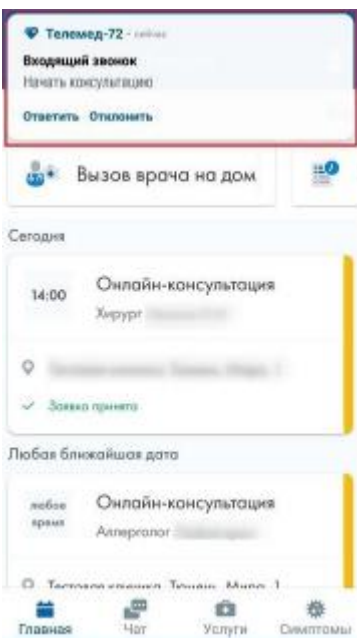 Телемед-72 - сейчас
Входящий звонок
Начать консультацию
Ответить Отклонить
Вызов врача на дом
Сегодня
14:00
Онлайн-консультация
Хирург
Заявка принята
Любая ближайшая дата
любое
время
Онлайн-консультация
Аллерголог
Тестовая клиника, Тюмень, Мира, 1
Главная Чат Услуги Симптомы